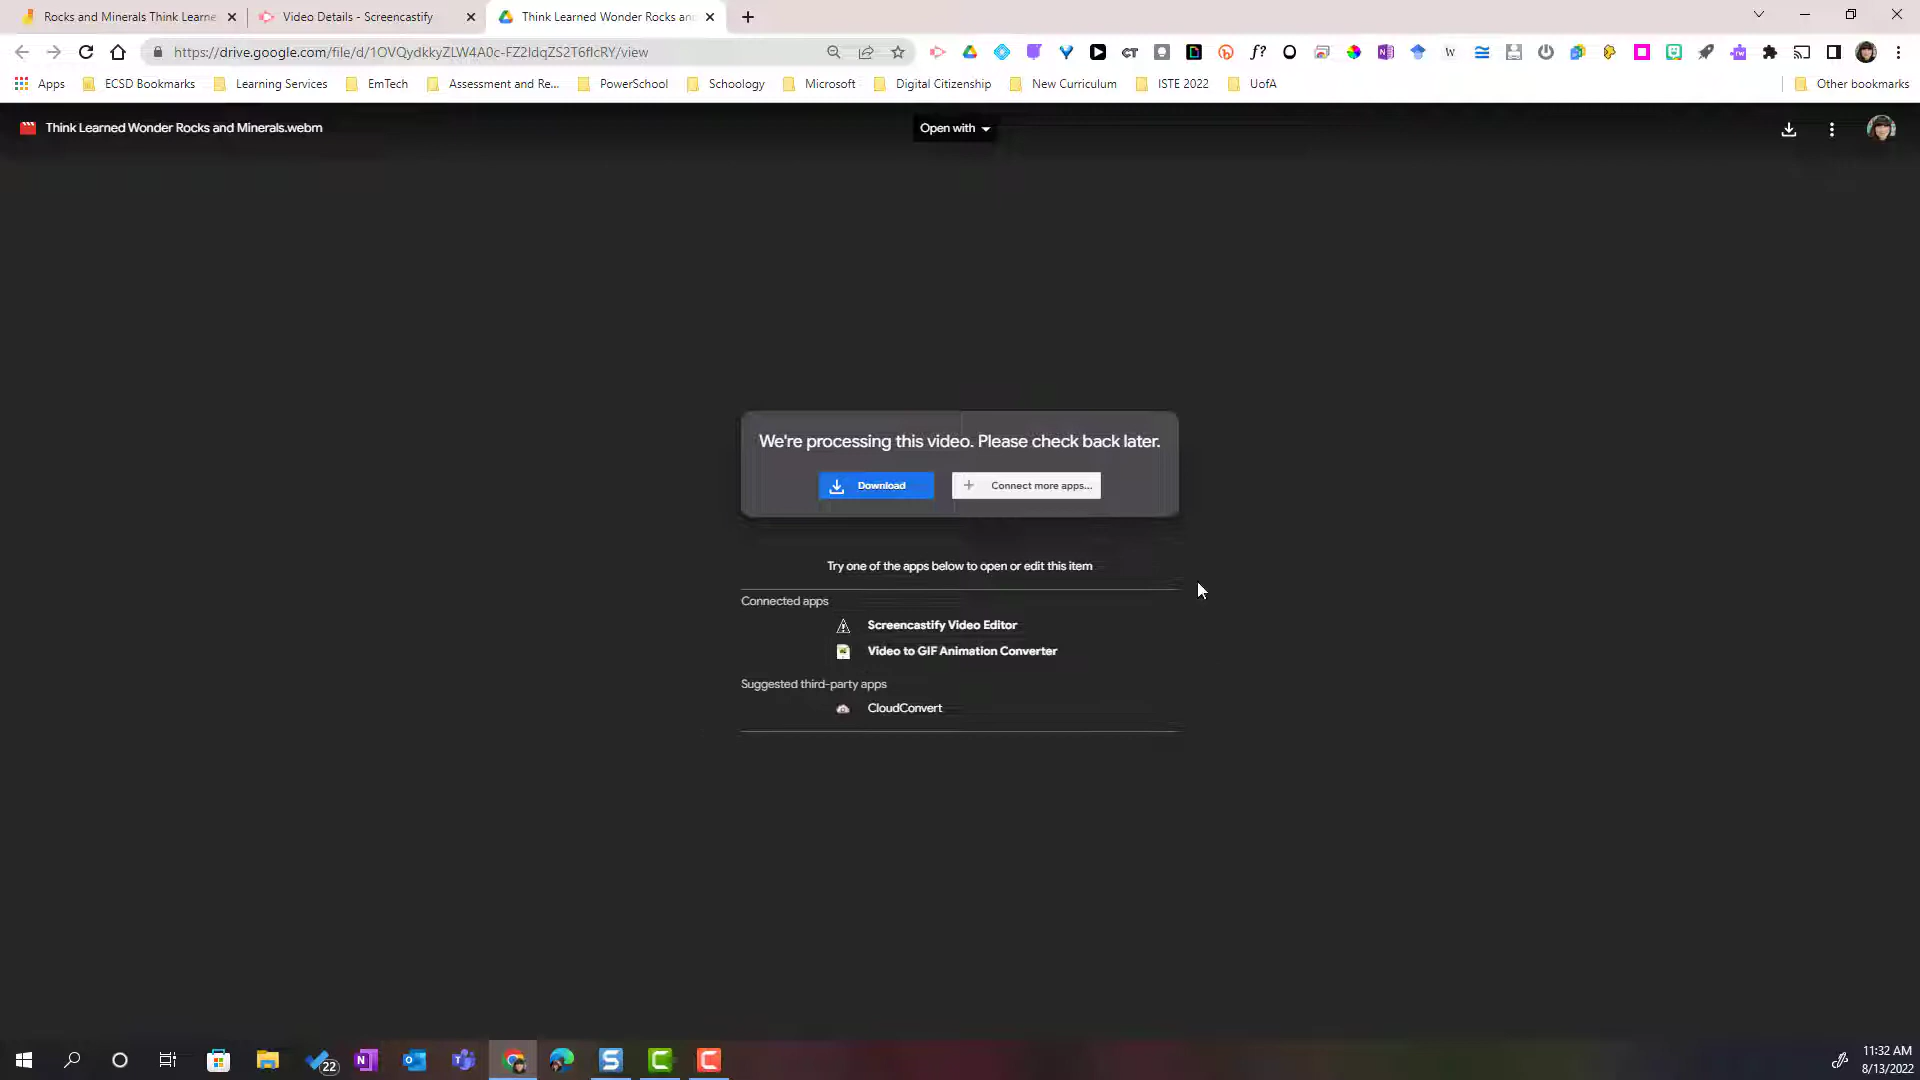 Rocks and Minerals Think Learne
Video Details - Screencastify
Think Learned Wonder Rocks an
https://drive.google.com/file/d/1OVQydkkyZLW4A0c-FZ2IdqZS2T6fIcRY/view
Apps
ECSD Bookmarks
Learning Services
EmTech
Assessment and Re...
PowerSchool
Schoology
Microsoft
Digital Citizenship
New Curriculum
ISTE 2022
UofA
Other bookmarks
Think Learned Wonder Rocks and Minerals.webm
Open with
We're processing this video. Please check back later.
Download
Connect more apps...
Try one of the apps below to open or edit this item
Connected apps
Screencastify Video Editor
Video to GIF Animation Converter
Suggested third-party apps
CloudConvert
22
11:32 AM
8/13/2022